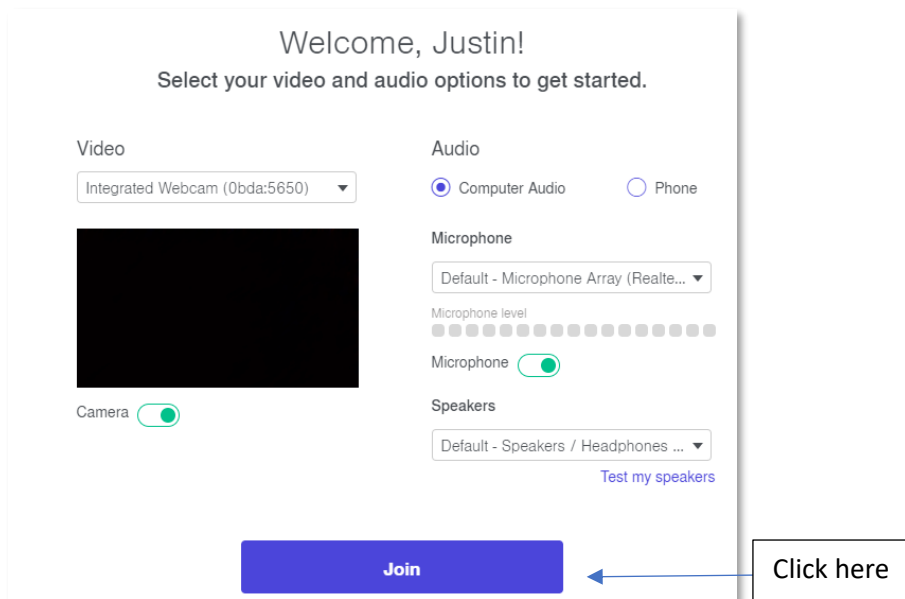 Welcome, Justin!
Select your video and audio options to get started.
Video
Integrated Webcam (0bda:5650)
Camera
Audio
Computer Audio
Phone
Microphone
Default - Microphone Array (Realte...
Microphone level
Microphone
Speakers
Default - Speakers / Headphones ...
Test my speakers
Join
Click here